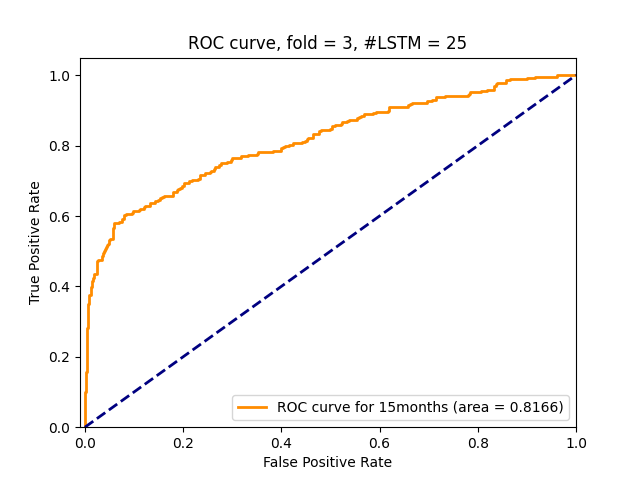 ROC curve, fold = 3, #LSTM = 25
True Positive Rate
1.0
0.8
0.6
0.4
0.2
0.0
ROC curve for 15months (area = 0.8166)
0.0 0.2 0.4 0.6 0.8 1.0
False Positive Rate